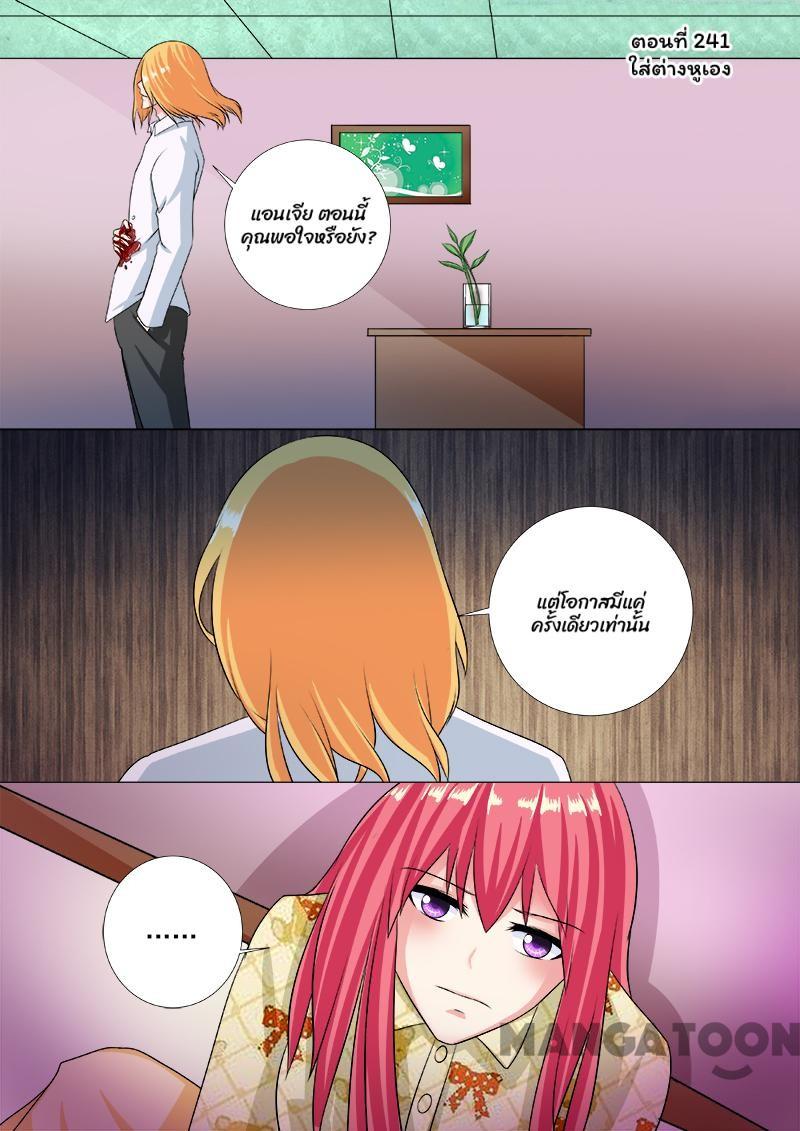 ตอนที่ 241
ใส่ต่างหูเอง
แอนเจีย ตอนนี้
คุณพอใจหรือยัง?
แต่โอกาสมีแค่
ครั้งเดียวเท่านั้น
......
MANGATOON